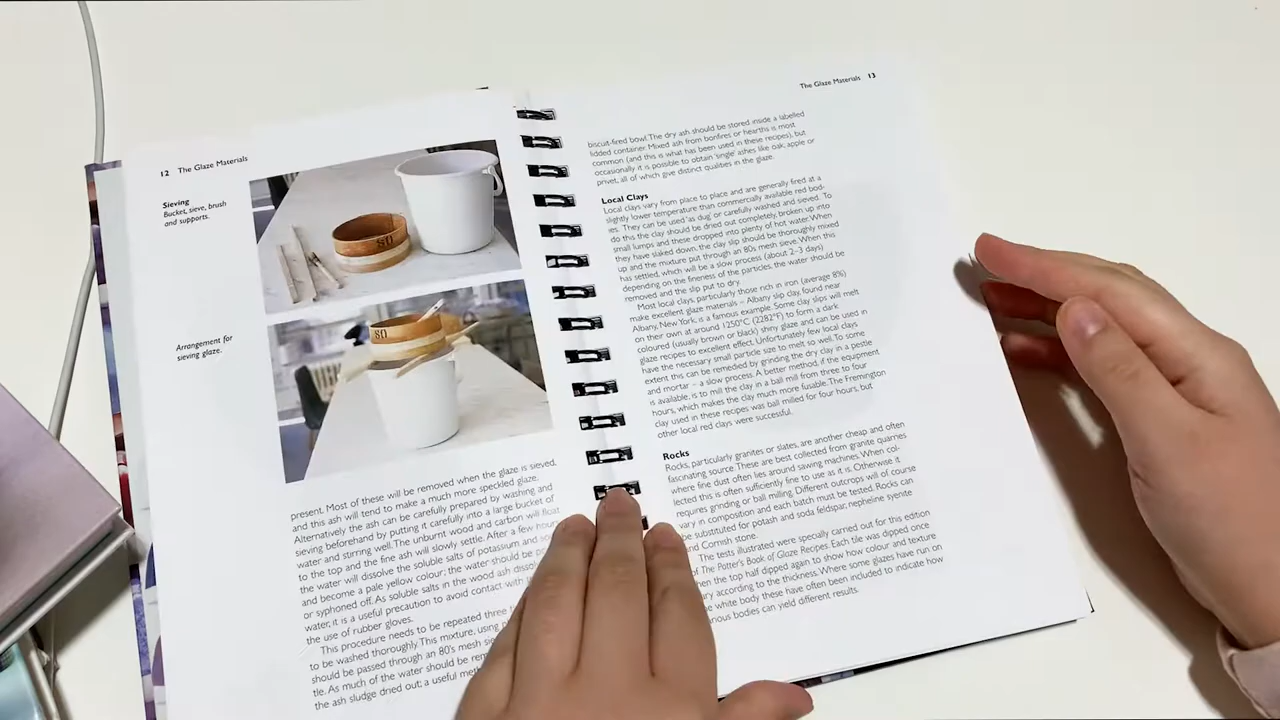 12 The Glaze Materials
Sieving
Bucket, sieve, brush
and supports.
80
Arrangement for
sieving glaze.
80
present. Most of these will be removed when the glaze is sieved,
and this ash will tend to make a much more speckled glaze.
Alternatively the ash can be carefully prepared by washing and
sieving beforehand by putting it carefully into a large bucket of
water and stirring well. The unburnt wood and carbon will float
to the top and the fine ash will slowly settle. After a few hours
the water will dissolve the soluble salts of potassium and
and become a pale yellow colour; the water should be
or syphoned off. As soluble salts in the wood ash
water, it is a useful precaution to avoid contact with
the use of rubber gloves.
This procedure needs to be repeated three
to be washed thoroughly. This mixture, using
should be passed through an 80's mesh
tle. As much of the water should be
the ash sludge dried out; a useful
The Glaze Materials 13
biscuit-fired bowl. The dry ash should be stored inside a labelled
lidded container. Mixed ash from bonfires or hearths is most
common (and this is what has been used in these recipes), but
occasionally it is possible to obtain 'single' ashes like oak, apple or
privet, all of which give distinct qualities in the glaze.
Local Clays
Local clays vary from place to place and are generally fired at a
slightly lower temperature than commercially available red bod-
ies. They can be used 'as dug' or carefully washed and sieved. To
do this the clay should be dried out completely, broken up into
small lumps and these dropped into plenty of hot water. When
they have slaked down, the clay slip should be thoroughly mixed
up and the mixture put through an 80s mesh sieve. When this
has settled, which will be a slow process (about 2–3 days)
depending on the fineness of the particles, the water should be
removed and the slip put to dry.
Most local clays, particularly those rich in iron (average 8%)
make excellent glaze materials – Albany slip clay, found near
Albany, New York, is a famous example. Some clay slips will melt
on their own at around 1250°C (2282°F) to form a dark
coloured (usually brown or black) shiny glaze and can be used in
glaze recipes to excellent effect. Unfortunately few local clays
have the necessary small particle size to melt so well. To some
extent this can be remedied by grinding the dry clay in a pestle
and mortar – a slow process. A better method, if the equipment
is available, is to mill the clay in a ball mill from three to four
hours, which makes the clay much more fusable. The Fremington
clay used in these recipes was ball milled for four hours, but
other local red clays were successful.
Rocks
Rocks, particularly granites or slates, are another cheap and often
fascinating source. These are best collected from granite quarries
where fine dust often lies around sawing machines. When col-
lected this is often sufficiently fine to use as it is. Otherwise it
requires grinding or ball milling. Different outcrops will of course
vary in composition and each batch must be tested. Rocks can
be substituted for potash and soda feldspar, nepheline syenite
and Cornish stone.
The tests illustrated were specially carried out for this edition
of The Potter's Book of Glaze Recipes. Each tile was dipped once
then the top half dipped again to show how colour and texture
vary according to the thickness. Where some glazes have run on
white body these have often been included to indicate how
various bodies can yield different results.